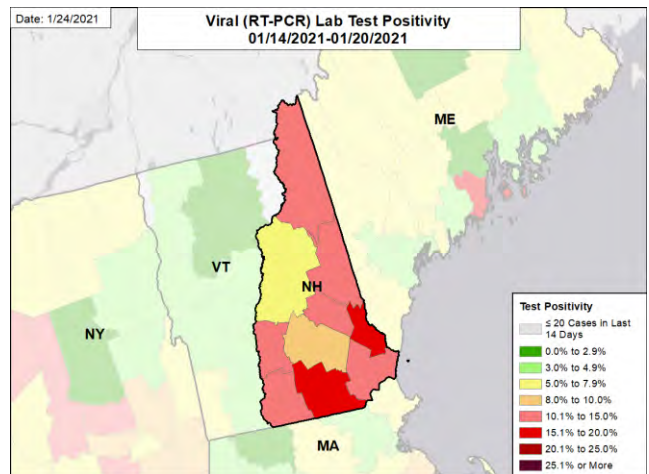 Date: 1/24/2021
Viral (RT-PCR) Lab Test Positivity
01/14/2021-01/20/2021
ME
VT
NH
NY
MA
Test Positivity
≤ 20 Cases in Last
14 Days
0.0% to 2.9%
3.0% to 4.9%
5.0% to 7.9%
8.0% to 10.0%
10.1% to 15.0%
15.1% to 20.0%
20.1% to 25.0%
25.1% or More